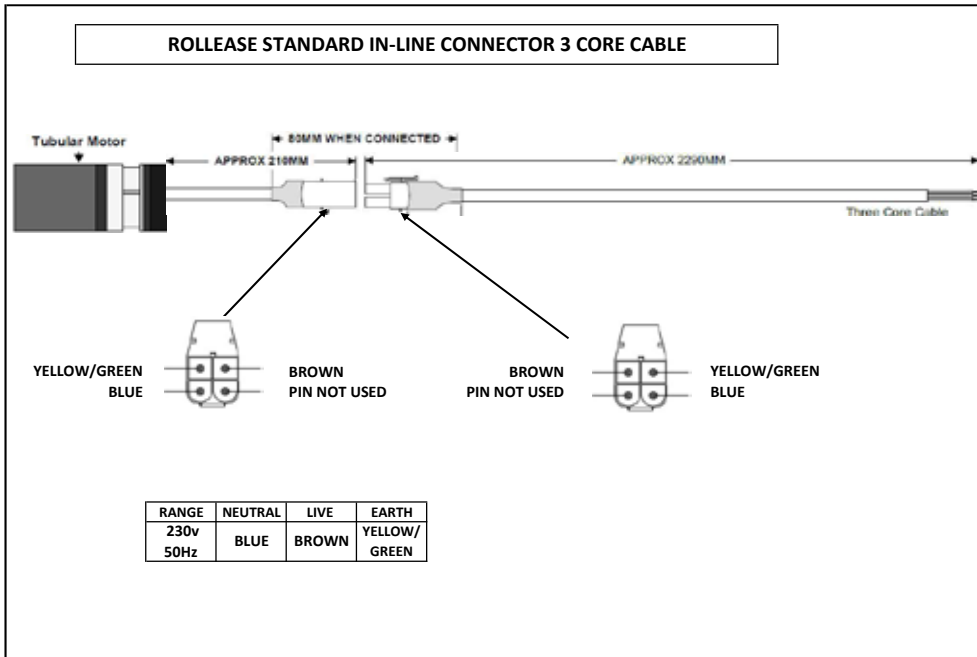 ROLLEASE STANDARD IN-LINE CONNECTOR 3 CORE CABLE
Tubular Motor
80MM WHEN CONNECTED
APPROX 210MM
APPROX 2290MM
Three Core Cable
YELLOW/GREEN BROWN
BLUE PIN NOT USED
BROWN YELLOW/GREEN
PIN NOT USED BLUE
RANGE NEUTRAL LIVE EARTH
230v 50Hz BLUE BROWN YELLOW/ GREEN